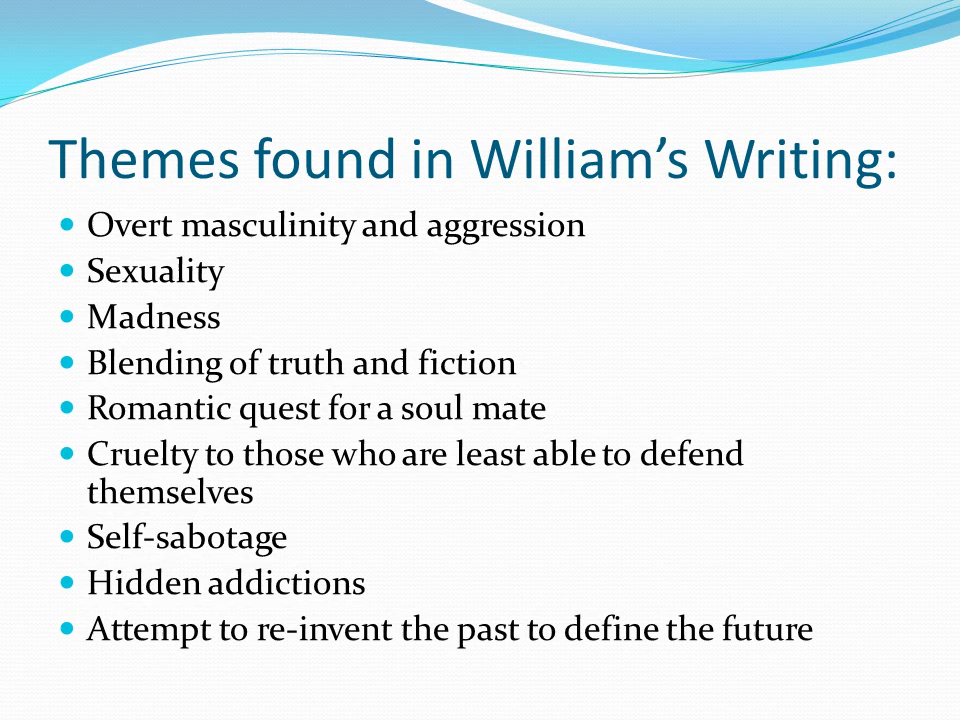 Themes found in William’s Writing:
• Overt masculinity and aggression
• Sexuality
• Madness
• Blending of truth and fiction
• Romantic quest for a soul mate
• Cruelty to those who are least able to defend
themselves
• Self-sabotage
• Hidden addictions
• Attempt to re-invent the past to define the future